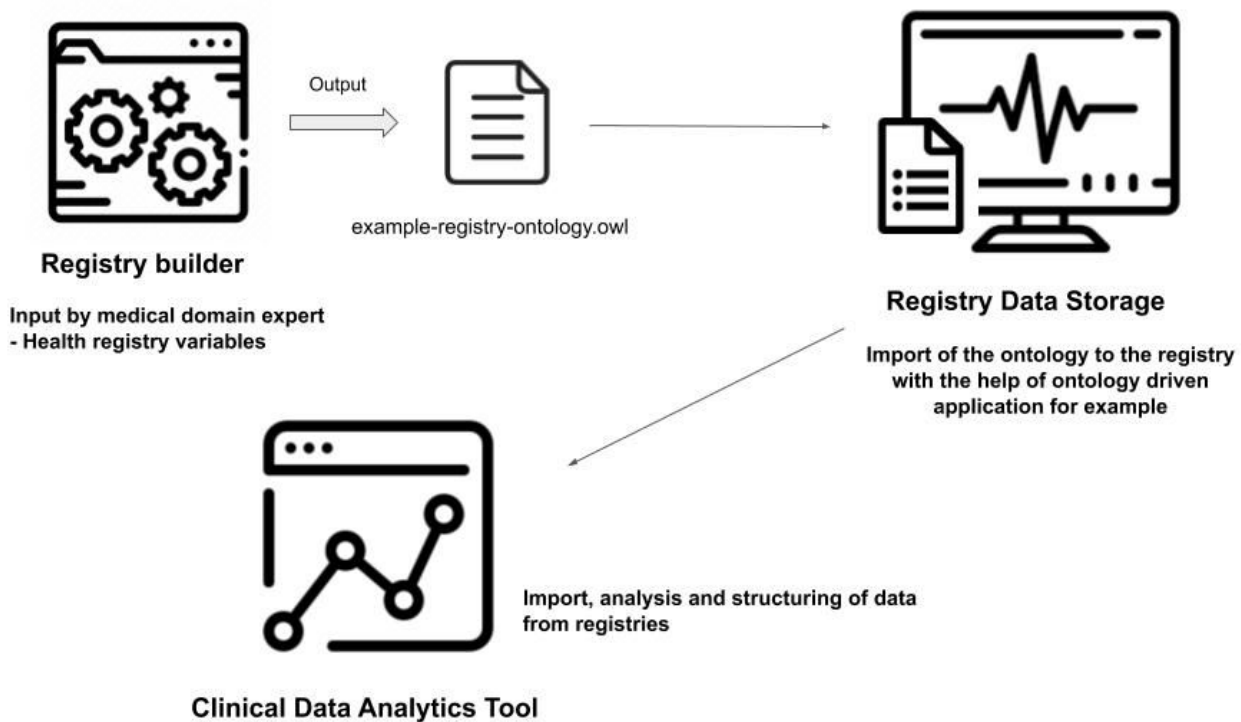 Output
example-registry-ontology.owl
Registry builder
Input by medical domain expert
- Health registry variables
Registry Data Storage
Import of the ontology to the registry
with the help of ontology driven
application for example
Import, analysis and structuring of data
from registries
Clinical Data Analytics Tool